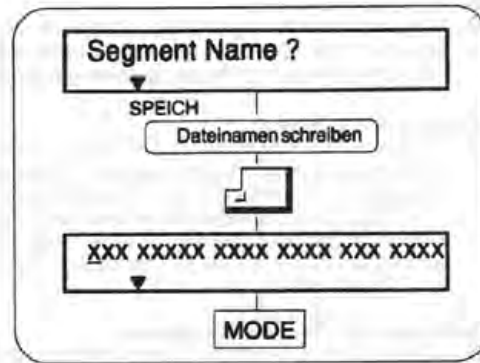 Segment Name ?
SPEICH
Dateinamen schreiben
XXX XXXXX XXXX XXXX XXX XXXX
MODE